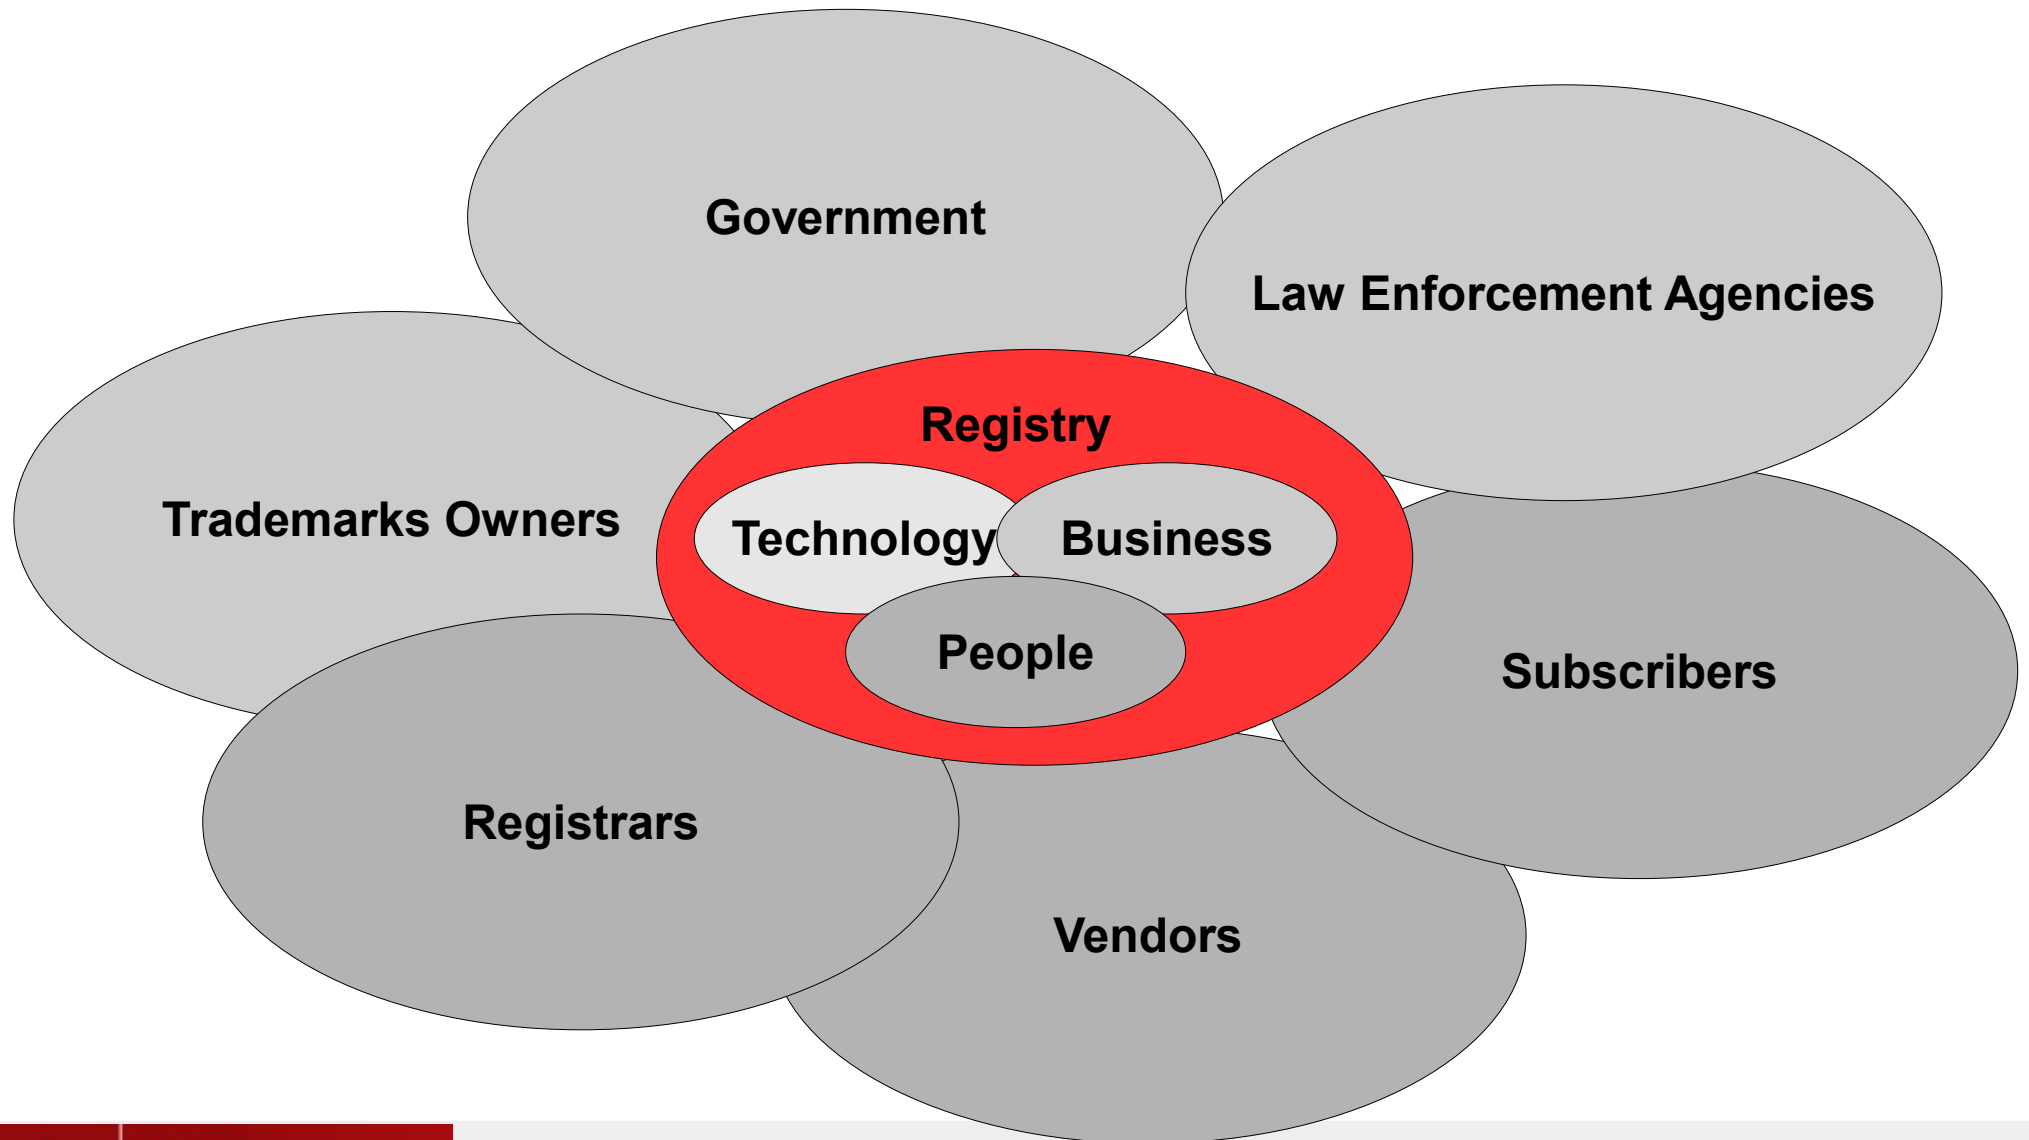 Government
Law Enforcement Agencies
Registry
Trademarks Owners
Technology
Business
People
Subscribers
Registrars
Vendors